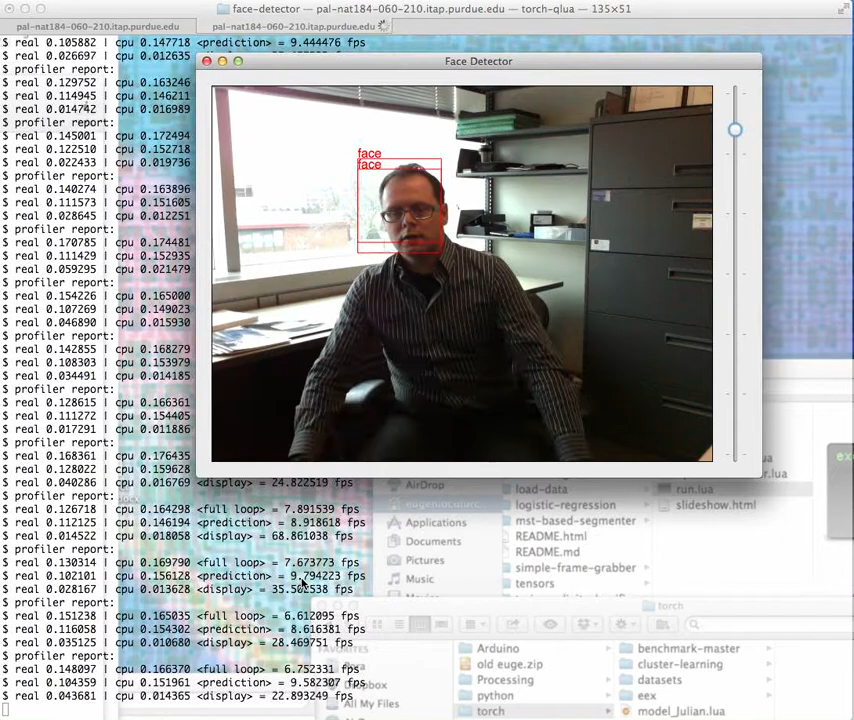 face-detector — pal-nat184-060-210.itap.purdue.edu — torch-qlua — 135×51
pal-nat184-060-210.itap.purdue.edu
pal-nat184-060-210.itap.purdue.edu
$ real 0.105882 | cpu 0.147718 <prediction> = 9.444476 fps
$ real 0.026697 | cpu 0.012635
$ profiler report:
$ real 0.129752 | cpu 0.163246
$ real 0.114945 | cpu 0.146211
$ real 0.014742 | cpu 0.016989
$ profiler report:
$ real 0.145001 | cpu 0.172494
$ real 0.122510 | cpu 0.152718
$ real 0.022433 | cpu 0.019736
$ profiler report:
$ real 0.140274 | cpu 0.163896
$ real 0.111573 | cpu 0.151605
$ real 0.028645 | cpu 0.012251
$ profiler report:
$ real 0.170785 | cpu 0.174481
$ real 0.111429 | cpu 0.152935
$ real 0.059295 | cpu 0.021479
$ profiler report:
$ real 0.154226 | cpu 0.165000
$ real 0.107269 | cpu 0.149023
$ real 0.046890 | cpu 0.015930
$ profiler report:
$ real 0.142855 | cpu 0.168279
$ real 0.108303 | cpu 0.153979
$ real 0.034491 | cpu 0.014185
$ profiler report:
$ real 0.128615 | cpu 0.166361
$ real 0.111272 | cpu 0.154405
$ real 0.017291 | cpu 0.011886
$ profiler report:
$ real 0.168361 | cpu 0.176435
$ real 0.128022 | cpu 0.159628
$ real 0.040286 | cpu 0.016769 <display> = 24.822519 fps
$ profiler report:
$ real 0.126718 | cpu 0.164298 <full loop> = 7.891539 fps
$ real 0.112125 | cpu 0.146194 <prediction> = 8.918618 fps
$ real 0.014522 | cpu 0.018058 <display> = 68.861038 fps
$ profiler report:
$ real 0.130314 | cpu 0.169790 <full loop> = 7.673773 fps
$ real 0.102101 | cpu 0.156128 <prediction> = 9.794223 fps
$ real 0.028167 | cpu 0.013628 <display> = 35.502538 fps
$ profiler report:
$ real 0.151238 | cpu 0.165035 <full loop> = 6.612095 fps
$ real 0.116058 | cpu 0.154302 <prediction> = 8.616381 fps
$ real 0.035131 | cpu 0.010680 <display> = 28.469751 fps
$ profiler report:
$ real 0.148097 | cpu 0.166370 <full loop> = 6.752331 fps
$ real 0.104359 | cpu 0.151961 <prediction> = 9.582307 fps
$ real 0.043681 | cpu 0.014365 <display> = 22.893249 fps
Face Detector
face
face
AirDrop
Applications
Documents
Pictures
Music
load-data
logistic-regression
mst-based-segmenter
README.html
README.md
simple-frame-grabber
tensors
run.lua
slideshow.html
torch
Dropbox
All My Files
Arduino
old euge.zip
Processing
python
torch
benchmark-master
cluster-learning
datasets
eex
model_Julian.lua